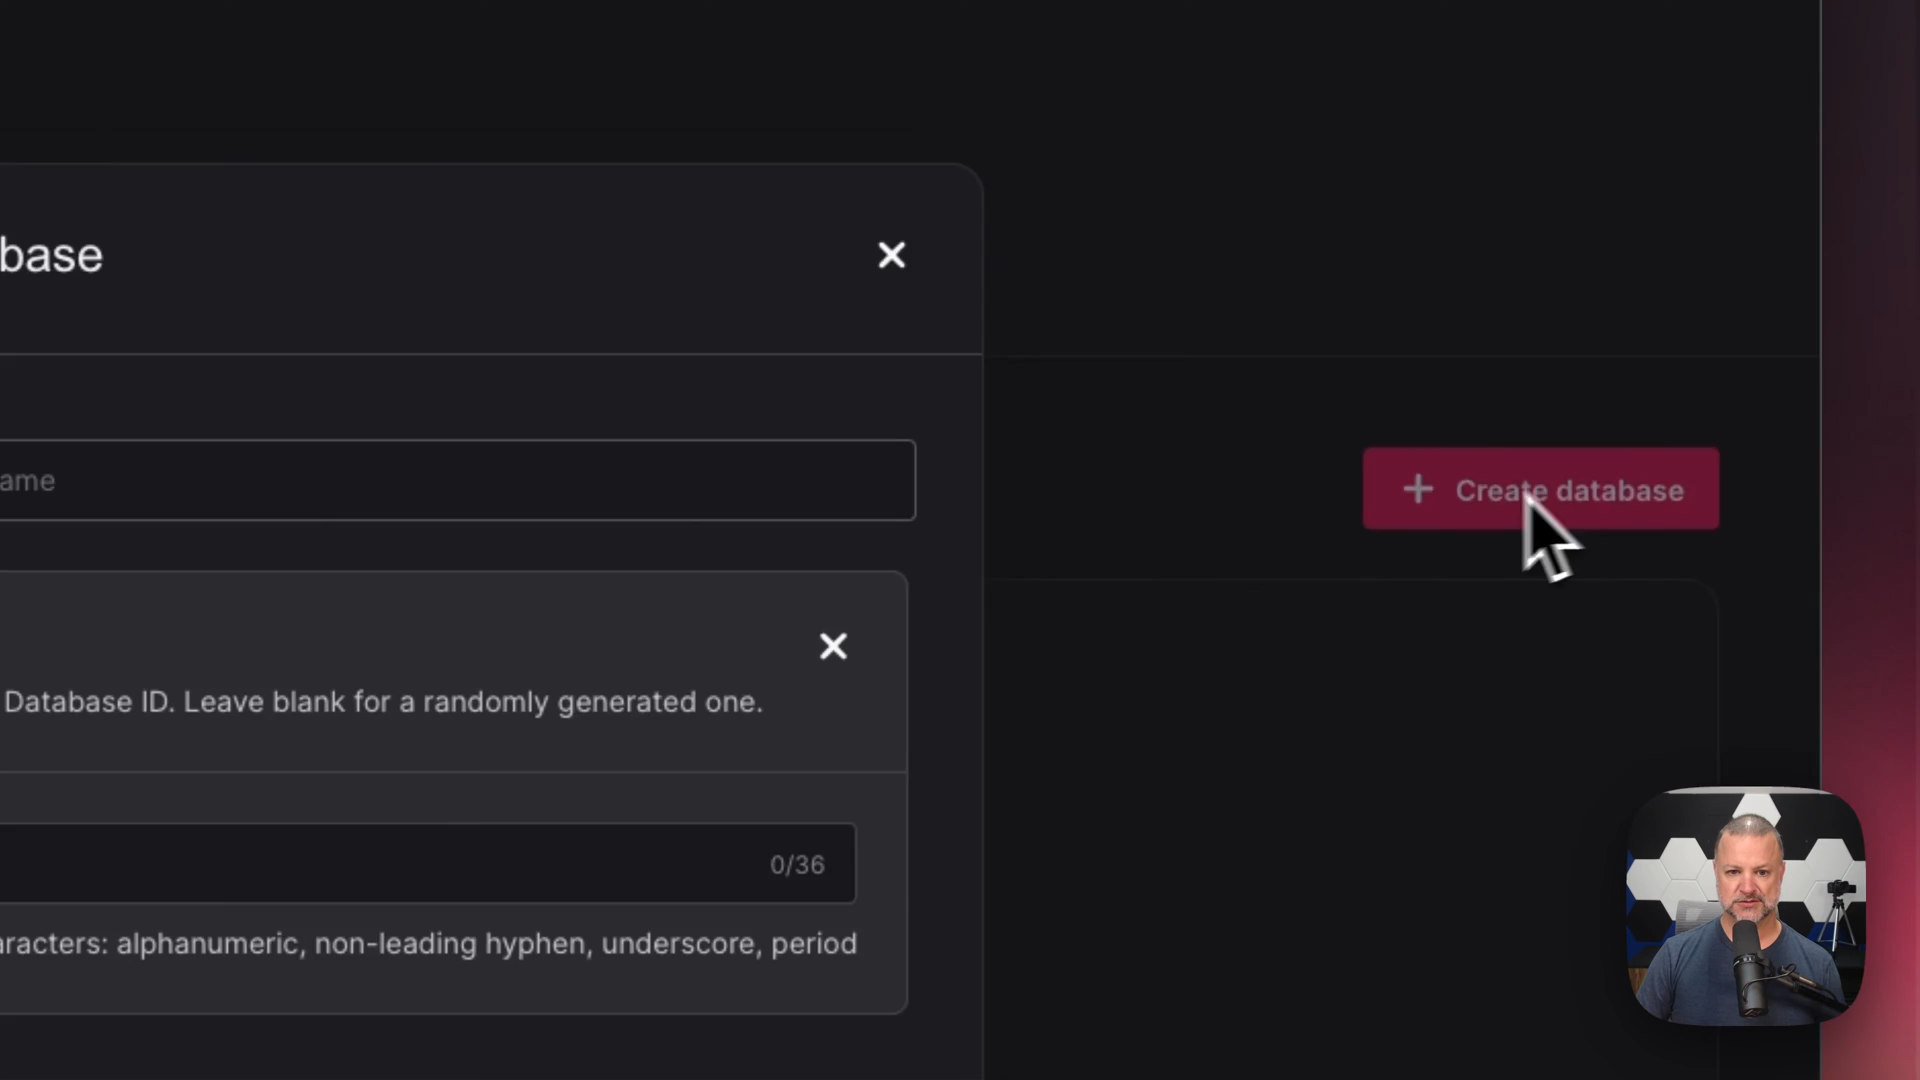 base
ame
Create database
Database ID. Leave blank for a randomly generated one.
0/36
aracters: alphanumeric, non-leading hyphen, underscore, period